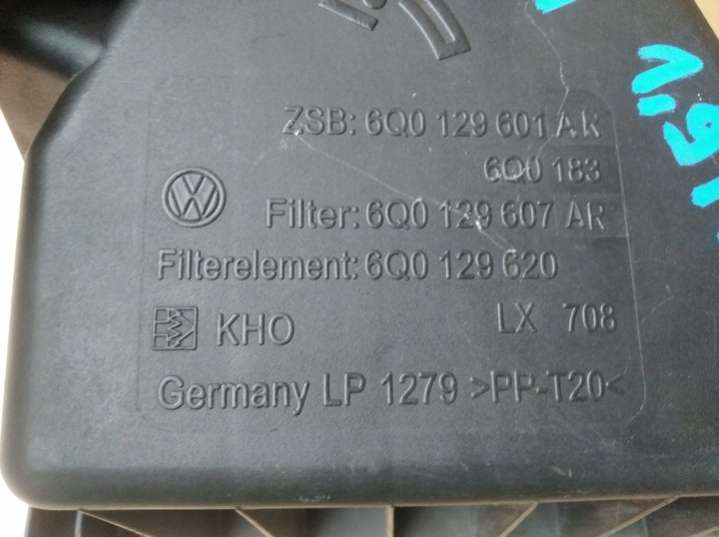 ZSB: 6Q0 129 601 AR
6Q0 183
Filter: 6Q0 129 607 AR
Filterelement: 6Q0 129 620
KHO LX 708
Germany LP 1279 >PP-T20<